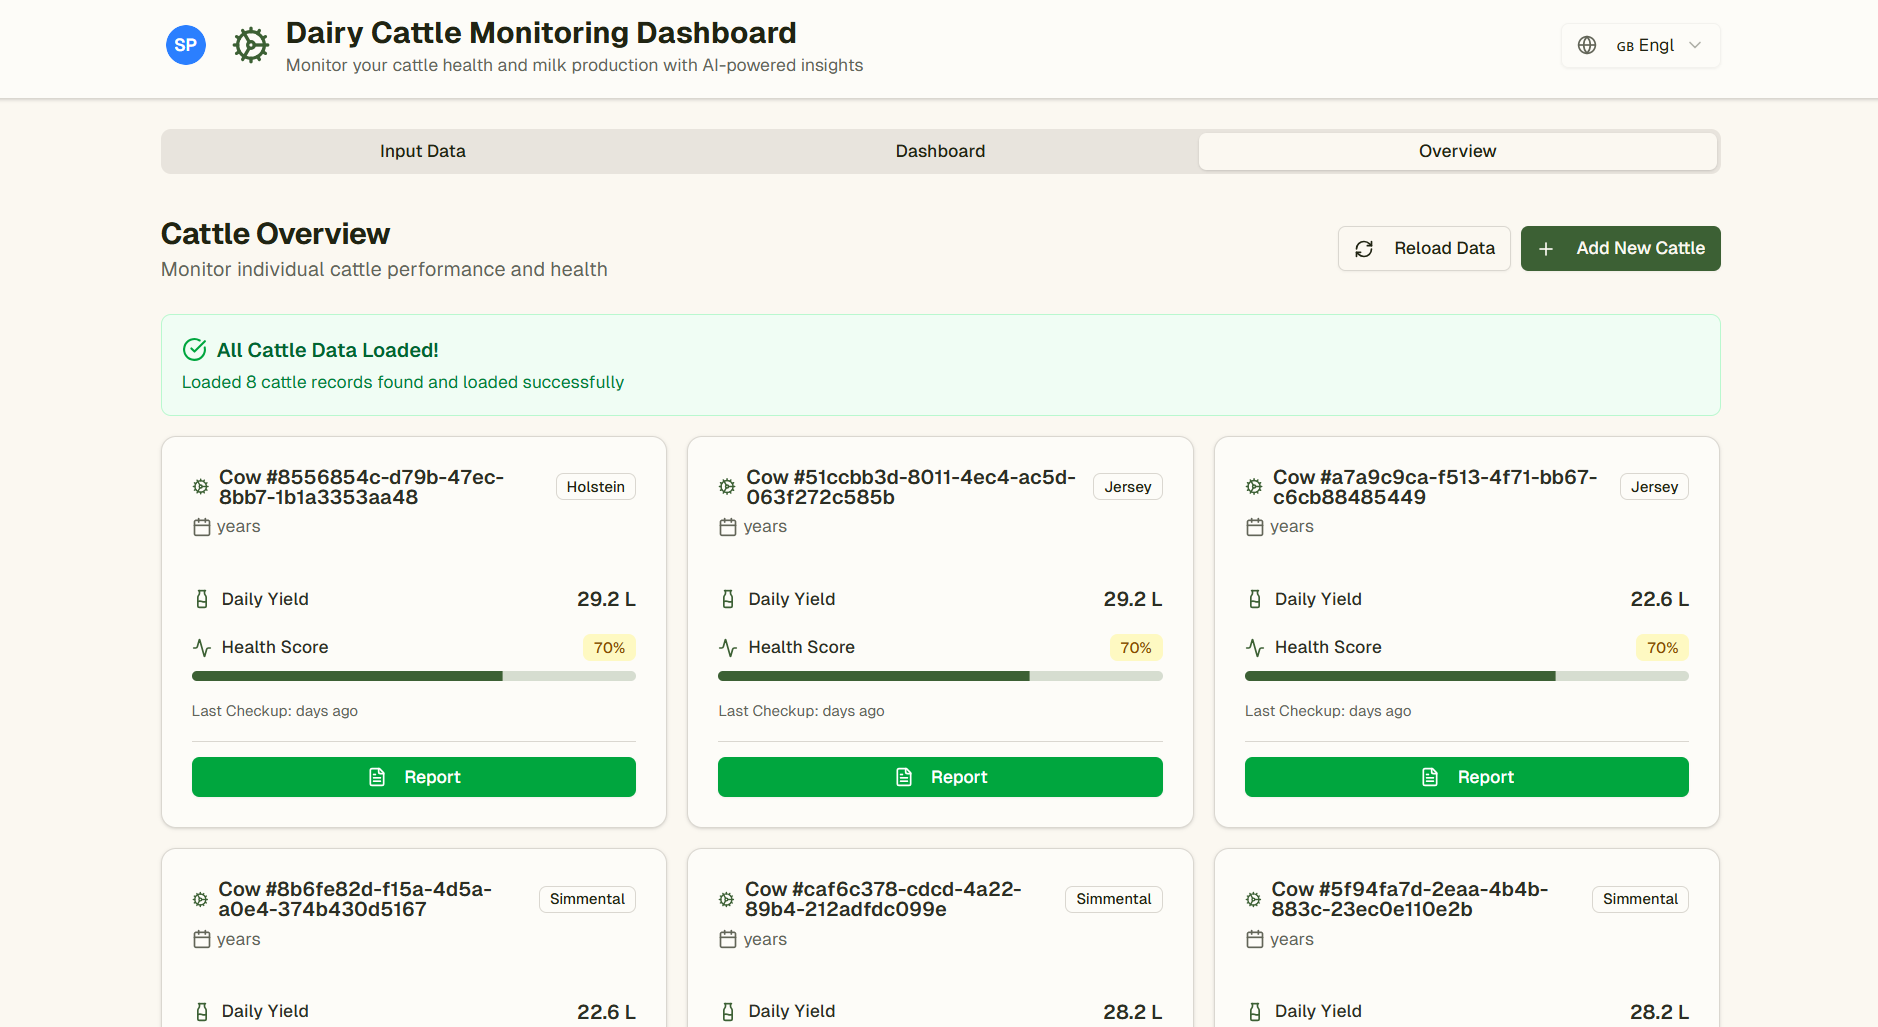 SP
Dairy Cattle Monitoring Dashboard
Monitor your cattle health and milk production with AI-powered insights
GB Engl
Input Data
Dashboard
Overview
Cattle Overview
Monitor individual cattle performance and health
Reload Data
Add New Cattle
All Cattle Data Loaded!
Loaded 8 cattle records found and loaded successfully
Cow #8556854c-d79b-47ec-
8bb7-1b1a3353aa48
Holstein
years
Daily Yield
29.2 L
Health Score
70%
Last Checkup: days ago
Report
Cow #51ccbb3d-8011-4ec4-ac5d-
063f272c585b
Jersey
years
Daily Yield
29.2 L
Health Score
70%
Last Checkup: days ago
Report
Cow #a7a9c9ca-f513-4f71-bb67-
c6cb88485449
Jersey
years
Daily Yield
22.6 L
Health Score
70%
Last Checkup: days ago
Report
Cow #8b6fe82d-f15a-4d5a-
a0e4-374b430d5167
Simmental
years
Daily Yield
22.6 L
Cow #caf6c378-cdcd-4a22-
89b4-212adfdc099e
Simmental
years
Daily Yield
28.2 L
Cow #5f94fa7d-2eaa-4b4b-
883c-23ec0e110e2b
Simmental
years
Daily Yield
28.2 L